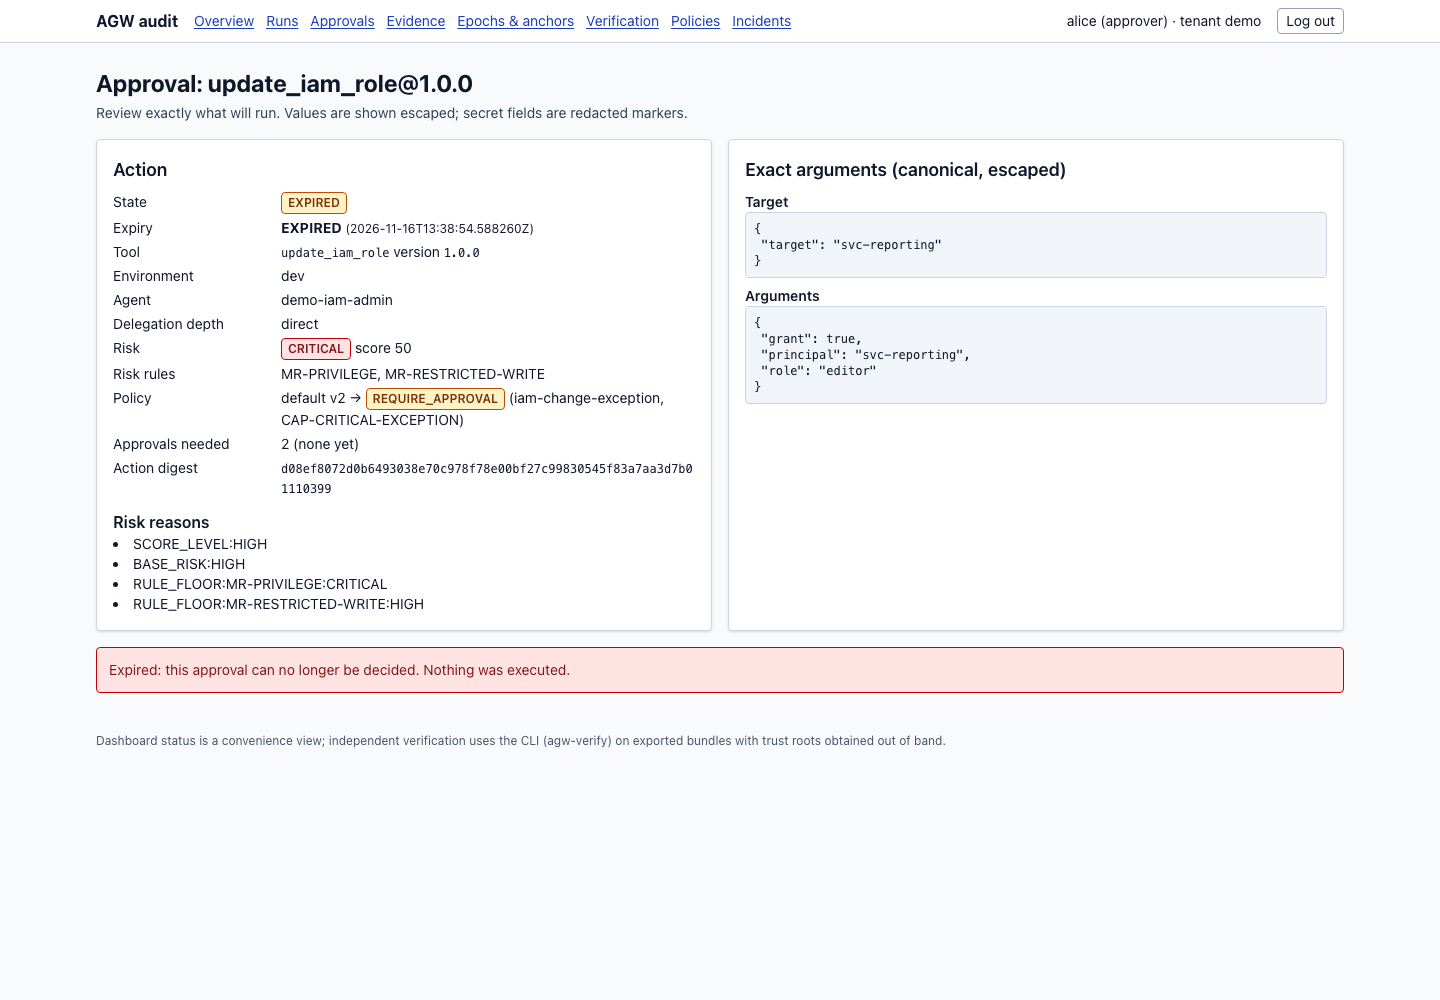 AGW audit Overview Runs Approvals Evidence Epochs & anchors Verification Policies Incidents alice (approver) · tenant demo Log out
Approval: update_iam_role@1.0.0
Review exactly what will run. Values are shown escaped; secret fields are redacted markers.
Action
State EXPIRED
Expiry EXPIRED (2026-11-16T13:38:54.588260Z)
Tool update_iam_role version 1.0.0
Environment dev
Agent demo-iam-admin
Delegation depth direct
Risk CRITICAL score 50
Risk rules MR-PRIVILEGE, MR-RESTRICTED-WRITE
Policy default v2 → REQUIRE_APPROVAL (iam-change-exception,
CAP-CRITICAL-EXCEPTION)
Approvals needed 2 (none yet)
Action digest d08ef8072d0b6493038e70c978f78e00bf27c99830545f83a7aa3d7b0
1110399
Risk reasons
• SCORE_LEVEL:HIGH
• BASE_RISK:HIGH
• RULE_FLOOR:MR-PRIVILEGE:CRITICAL
• RULE_FLOOR:MR-RESTRICTED-WRITE:HIGH
Exact arguments (canonical, escaped)
Target
{
"target": "svc-reporting"
}
Arguments
{
"grant": true,
"principal": "svc-reporting",
"role": "editor"
}
Expired: this approval can no longer be decided. Nothing was executed.
Dashboard status is a convenience view; independent verification uses the CLI (agw-verify) on exported bundles with trust roots obtained out of band.